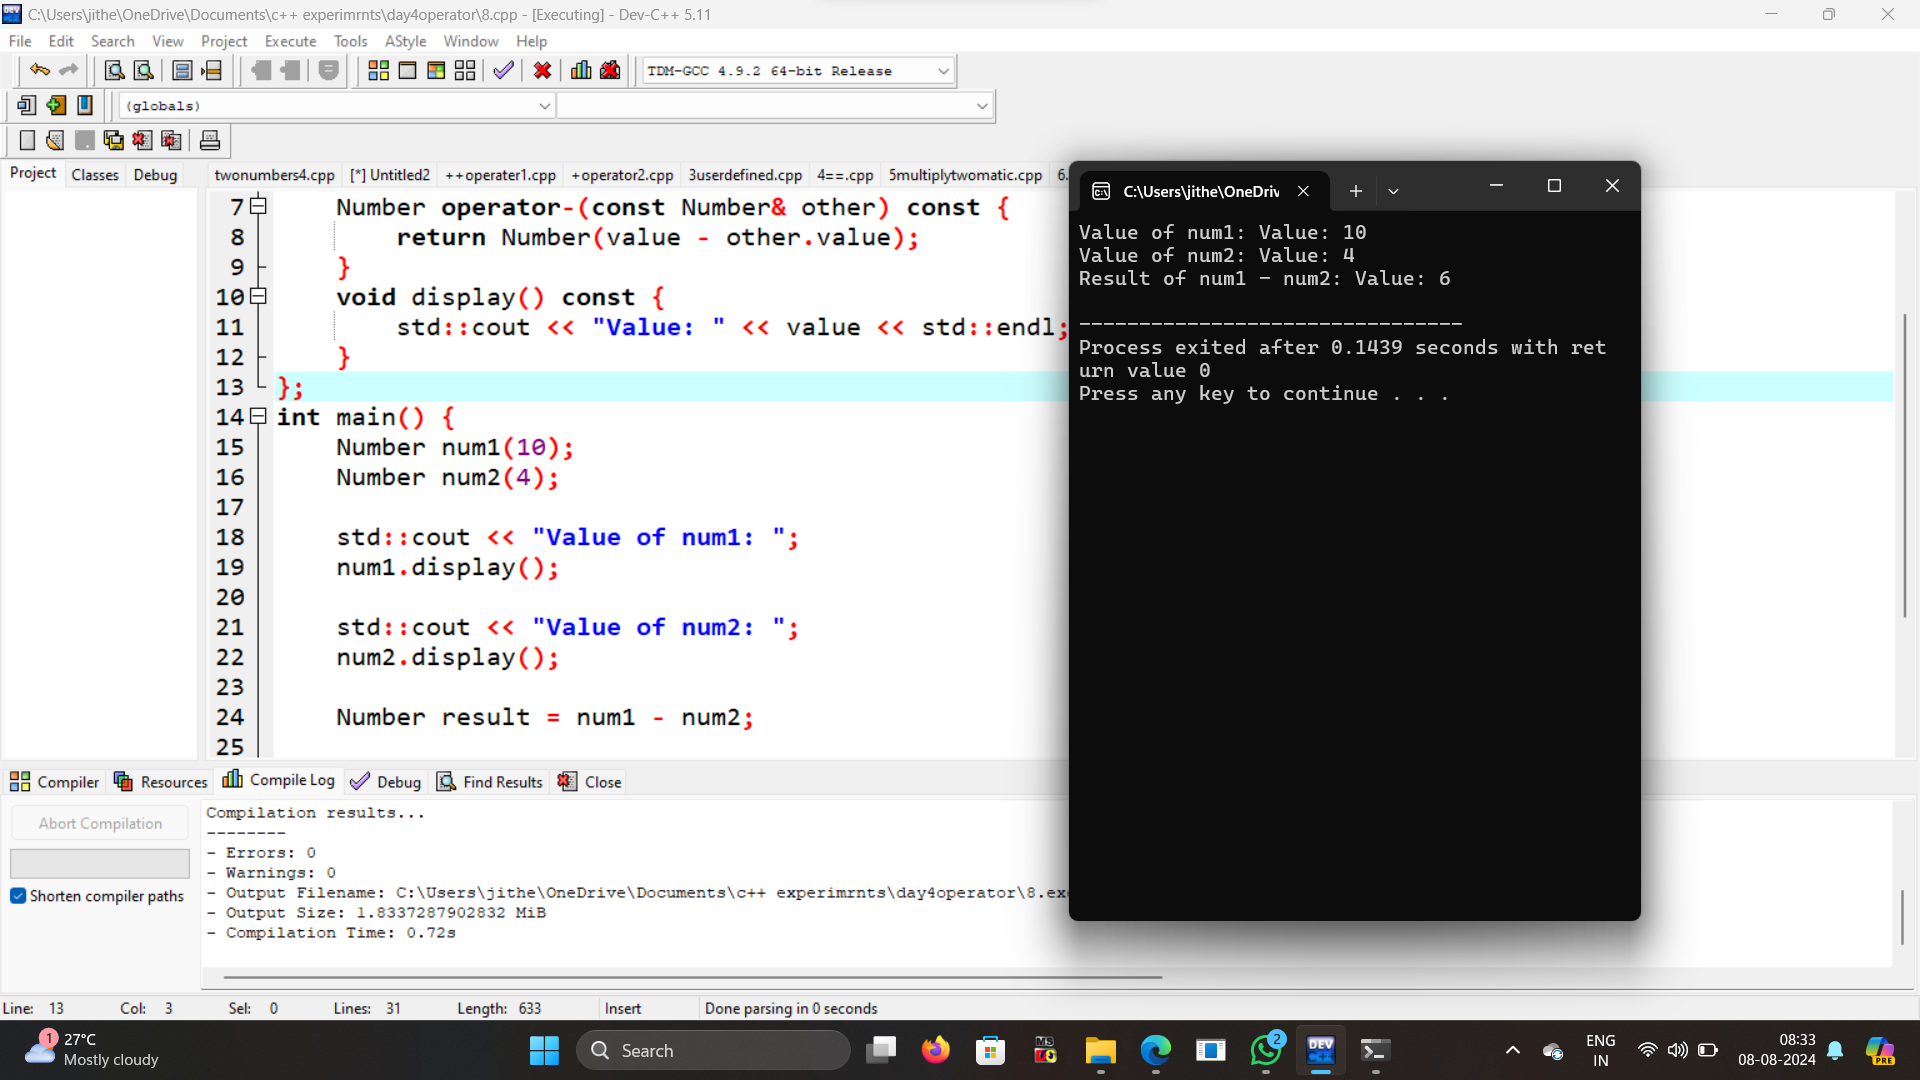 C:\Users\jithe\OneDrive\Documents\c++ experimrnts\day4operator\8.cpp - [Executing] - Dev-C++ 5.11
File Edit Search View Project Execute Tools AStyle Window Help
TDM-GCC 4.9.2 64-bit Release
(globals)
Project Classes Debug
twonumbers4.cpp [*] Untitled2 ++operater1.cpp +operator2.cpp 3userdefined.cpp 4==.cpp 5multiplytwomatic.cpp 6.
7 Number operator-(const Number& other) const {
8 return Number(value - other.value);
9 }
10 void display() const {
11 std::cout << "Value: " << value << std::endl;
12 }
13 };
14 int main() {
15 Number num1(10);
16 Number num2(4);
17
18 std::cout << "Value of num1: ";
19 num1.display();
20
21 std::cout << "Value of num2: ";
22 num2.display();
23
24 Number result = num1 - num2;
25
C:\Users\jithe\OneDriv
Value of num1: Value: 10
Value of num2: Value: 4
Result of num1 - num2: Value: 6
--------------------------------
Process exited after 0.1439 seconds with ret
urn value 0
Press any key to continue . . .
Compiler Resources Compile Log Debug Find Results Close
Abort Compilation
Shorten compiler paths
Compilation results...
--------
- Errors: 0
- Warnings: 0
- Output Filename: C:\Users\jithe\OneDrive\Documents\c++ experimrnts\day4operator\8.ex
- Output Size: 1.8337287902832 MiB
- Compilation Time: 0.72s
Line: 13 Col: 3 Sel: 0 Lines: 31 Length: 633 Insert Done parsing in 0 seconds
1
27°C
Mostly cloudy
Search
MS
2
DEV
C++
ENG
IN
08:33
08-08-2024
PRE